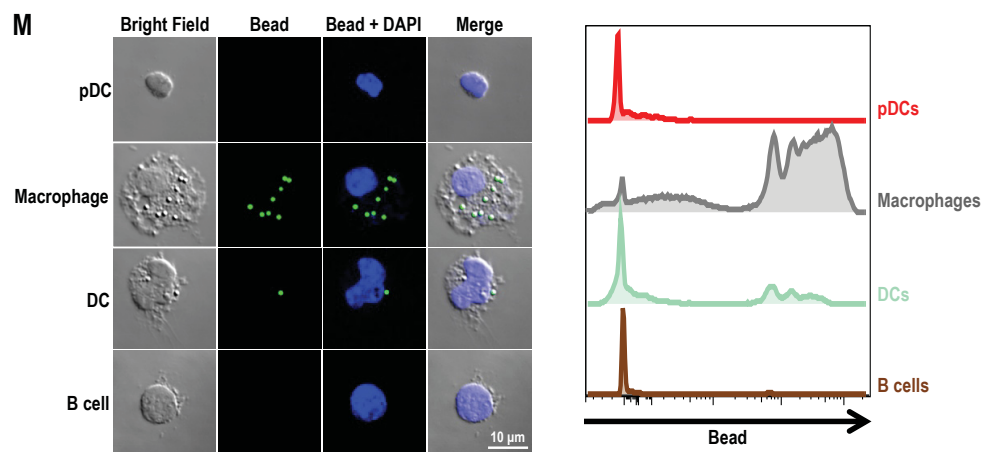 M
Bright Field Bead Bead + DAPI Merge
pDC
Macrophage
DC
B cell
10 µm
pDCs
Macrophages
DCs
B cells
Bead